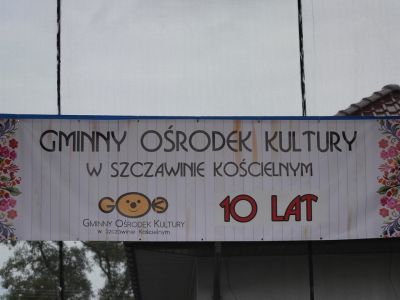 GMINNY OŚRODEK KULTURY
W SZCZAWINIE KOŚCIELNYM
GOK
GMINNY OŚRODEK KULTURY
W SZCZAWINIE KOŚCIELNYM
10 LAT